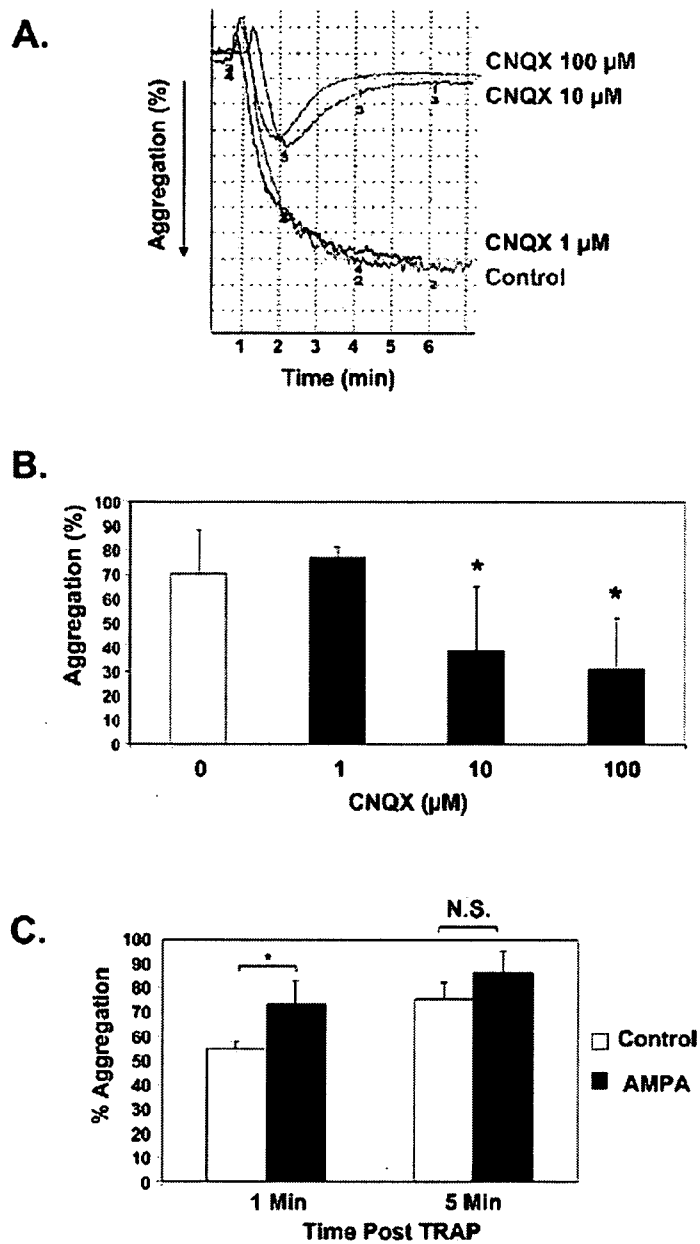 A.
Aggregation (%)
CNQX 100 µM
CNQX 10 µM
CNQX 1 µM
Control
1 2 3 4 5 6
Time (min)
B.
Aggregation (%)
100
90
80
70
60
50
40
30
20
10
0
*
*
0 1 10 100
CNQX (µM)
C.
N.S.
% Aggregation
100
90
80
70
60
50
40
30
20
10
0
*
Control
AMPA
1 Min 5 Min
Time Post TRAP